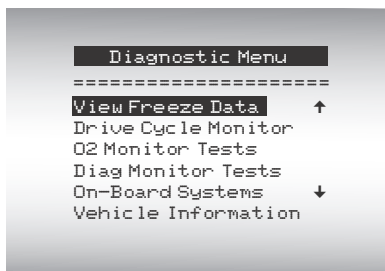 Diagnostic Menu
======================
View Freeze Data ↑
Drive Cycle Monitor
O2 Monitor Tests
Diag Monitor Tests
On-Board Systems ↓
Vehicle Information